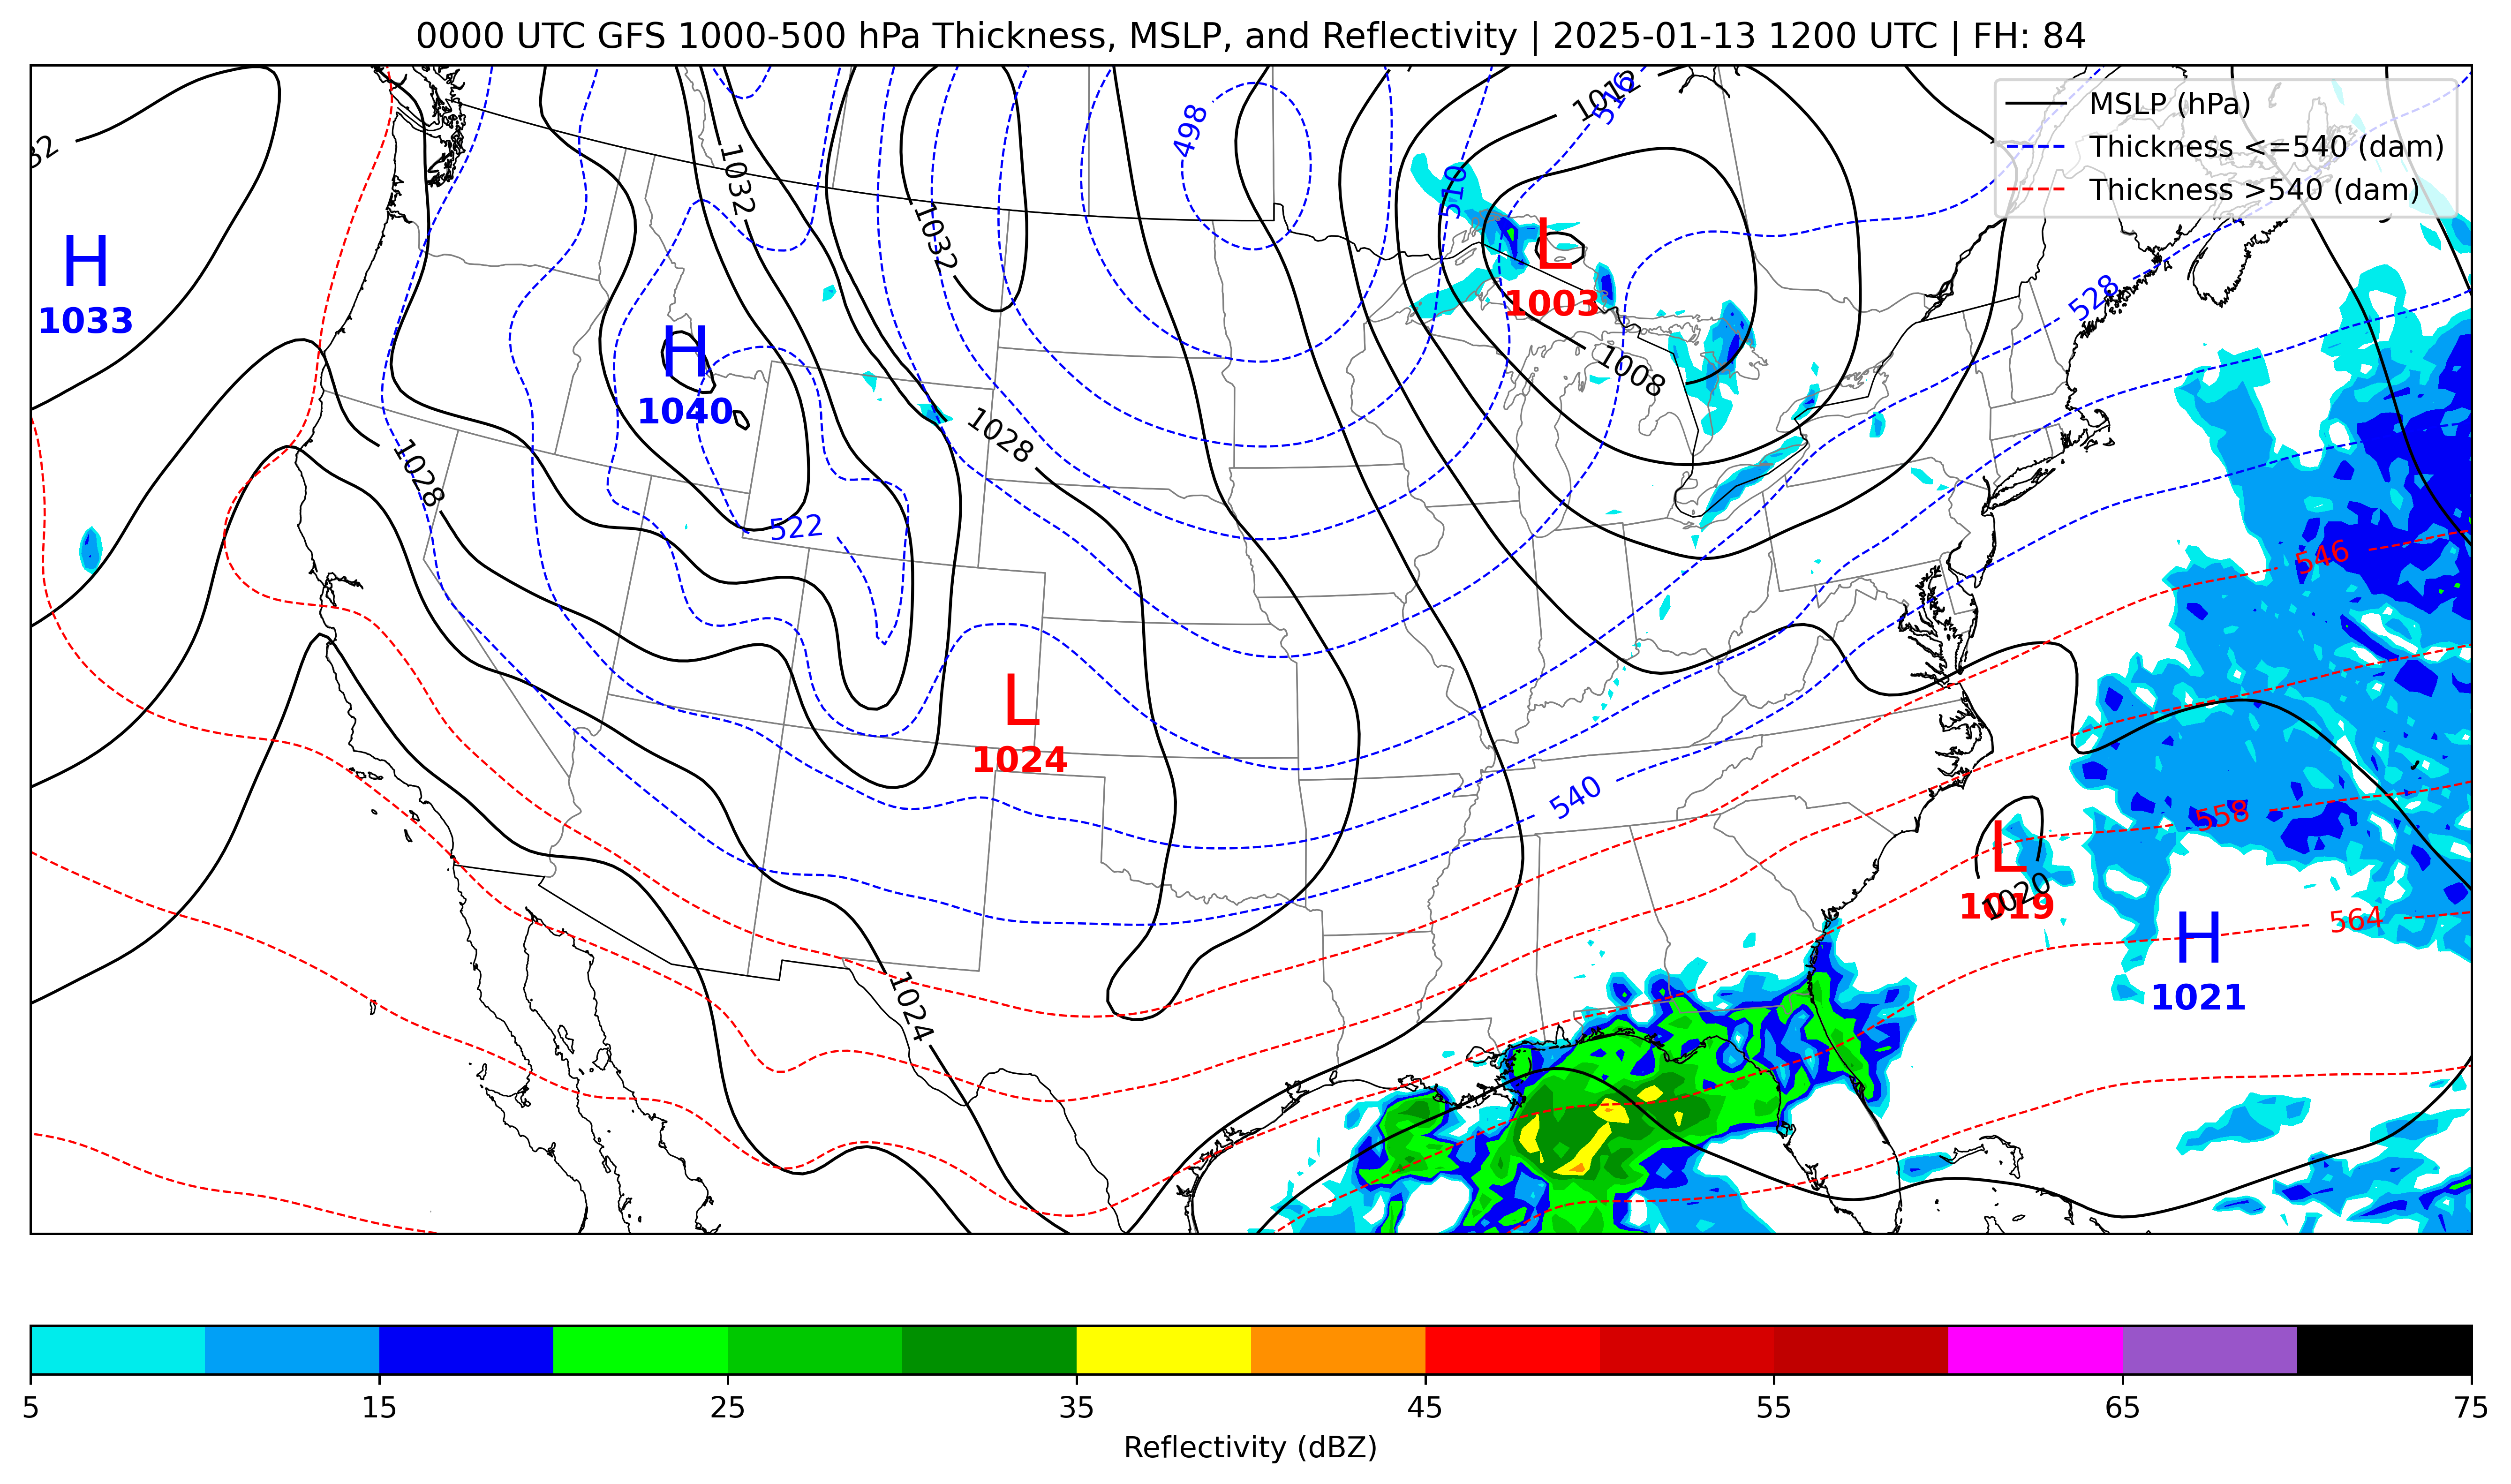 0000 UTC GFS 1000-500 hPa Thickness, MSLP, and Reflectivity | 2025-01-13 1200 UTC | FH: 84
MSLP (hPa)
Thickness <=540 (dam)
Thickness >540 (dam)
1012
516
498
32
1032
510
1032
L
1003
H
1033
528
H
1040
1008
1028
1028
522
546
L
1024
540
558
L
1020
1019
564
H
1021
1024
5 15 25 35 45 55 65 75
Reflectivity (dBZ)